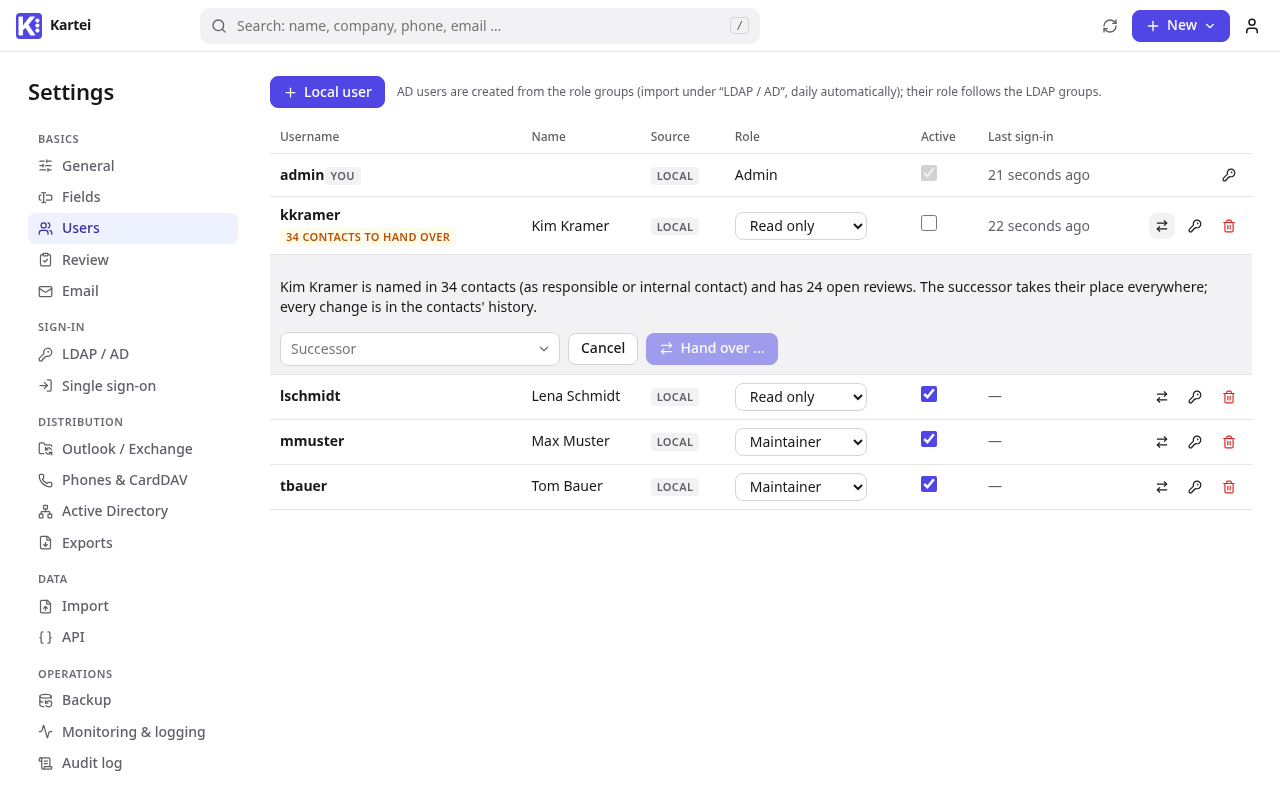 Kartei
Search: name, company, phone, email ...
/
New
Settings
BASICS
General
Fields
Users
Review
Email
SIGN-IN
LDAP / AD
Single sign-on
DISTRIBUTION
Outlook / Exchange
Phones & CardDAV
Active Directory
Exports
DATA
Import
API
OPERATIONS
Backup
Monitoring & logging
Audit log
Local user
AD users are created from the role groups (import under “LDAP / AD”, daily automatically); their role follows the LDAP groups.
Username Name Source Role Active Last sign-in
admin YOU LOCAL Admin 21 seconds ago
kkramer
34 CONTACTS TO HAND OVER
Kim Kramer LOCAL Read only 22 seconds ago
Kim Kramer is named in 34 contacts (as responsible or internal contact) and has 24 open reviews. The successor takes their place everywhere;
every change is in the contacts' history.
Successor Cancel Hand over ...
lschmidt Lena Schmidt LOCAL Read only —
mmuster Max Muster LOCAL Maintainer —
tbauer Tom Bauer LOCAL Maintainer —